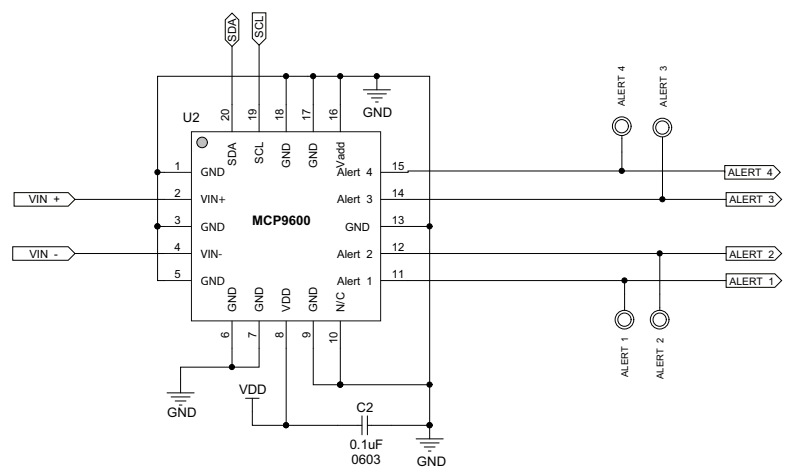 SDA
SCL
U2
20
19
18
17
16
GND
ALERT 4
ALERT 3
SDA
SCL
GND
GND
Vadd
1
GND
Alert 4
15
ALERT 4
VIN +
2
VIN+
Alert 3
14
ALERT 3
3
GND
MCP9600
GND
13
VIN -
4
VIN-
Alert 2
12
ALERT 2
5
GND
Alert 1
11
ALERT 1
GND
GND
VDD
GND
N/C
6
7
8
9
10
ALERT 1
ALERT 2
GND
VDD
C2
0.1uF
0603
GND